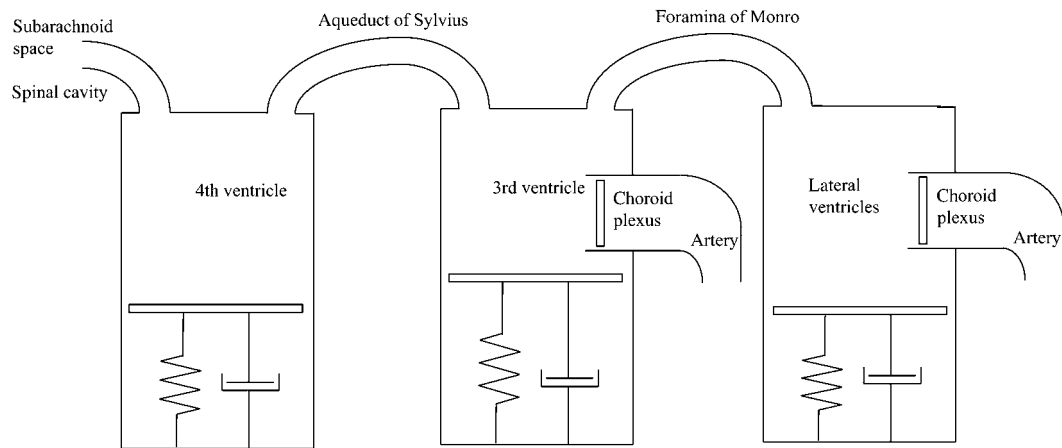 Subarachnoid
space
Spinal cavity
Aqueduct of Sylvius
Foramina of Monro
4th ventricle
3rd ventricle
Choroid
plexus
Artery
Lateral
ventricles
Choroid
plexus
Artery